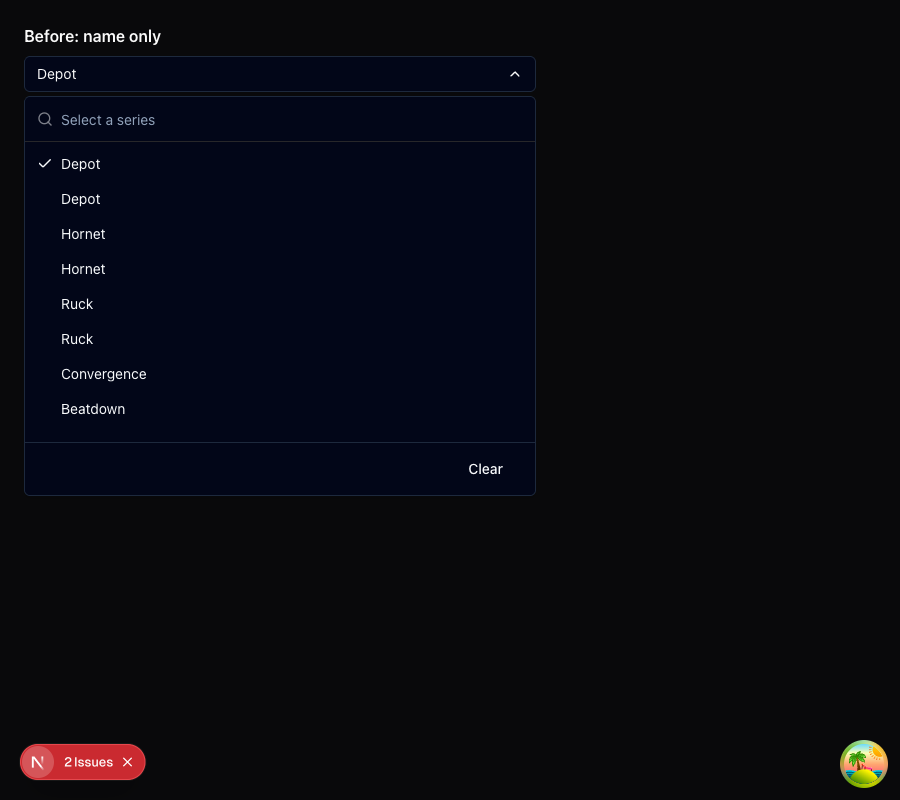 Before: name only
Depot
Select a series
Depot
Depot
Hornet
Hornet
Ruck
Ruck
Convergence
Beatdown
Clear
N 2 Issues